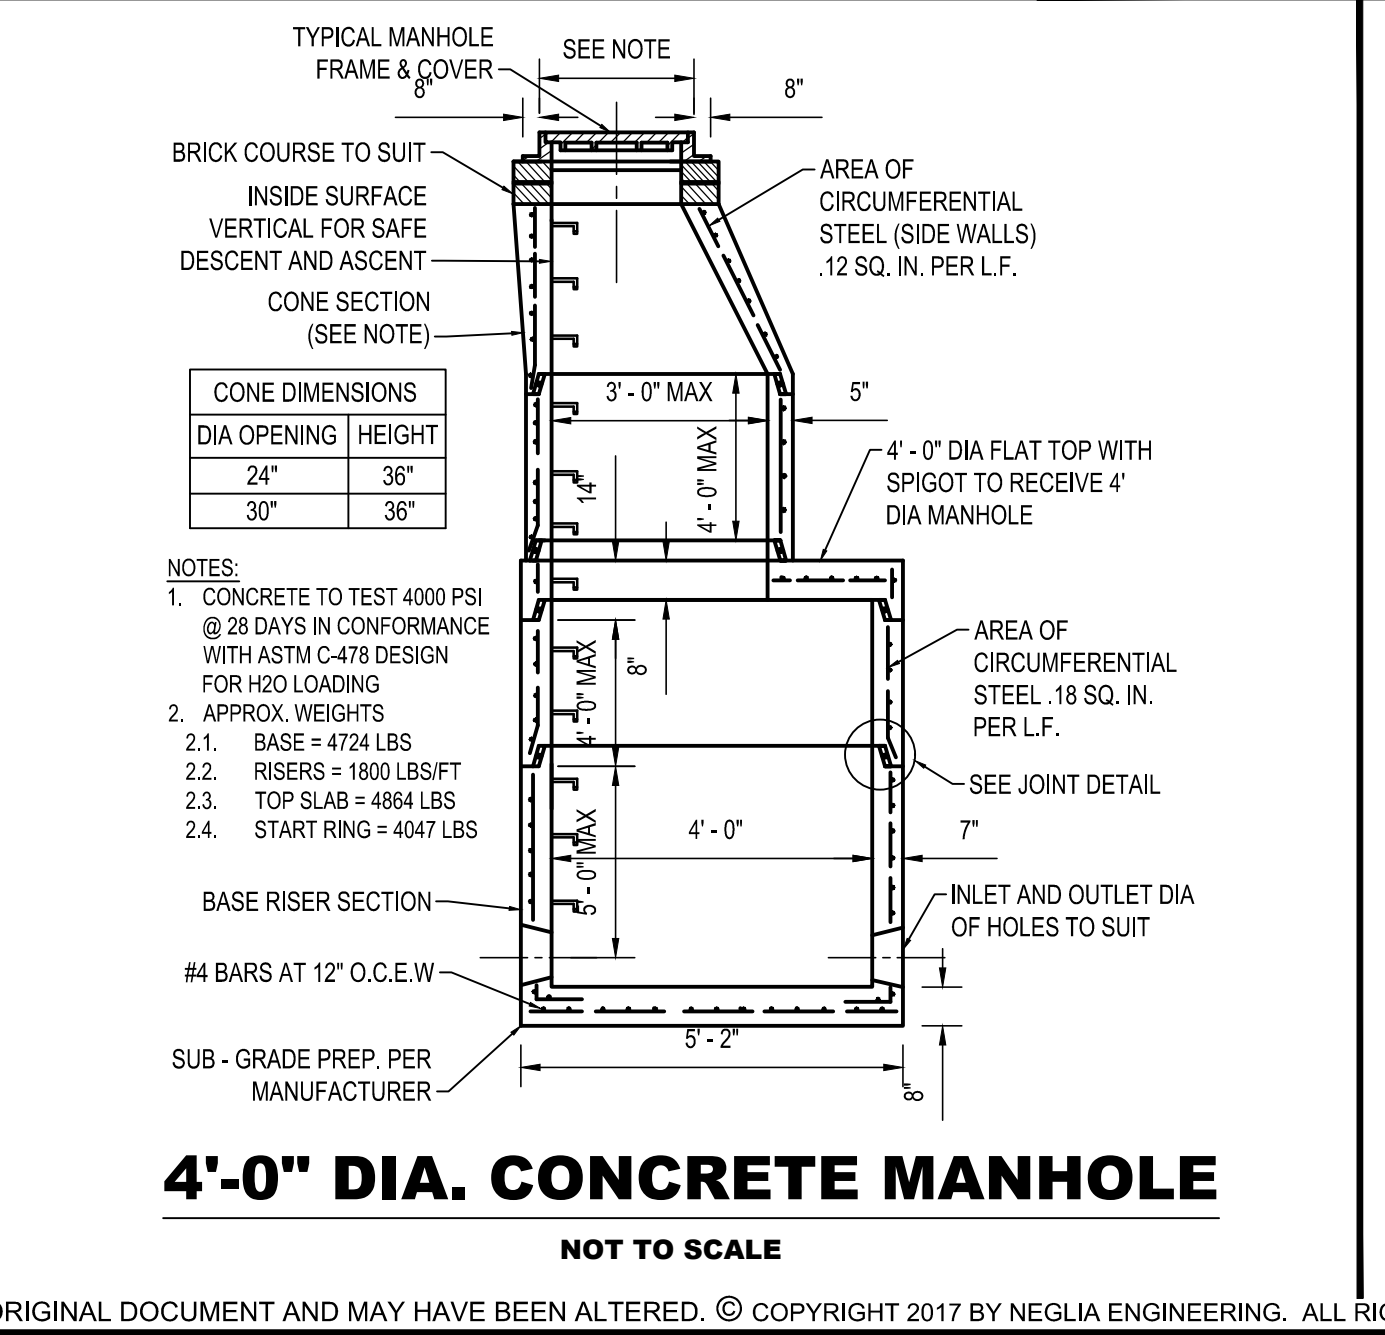 TYPICAL MANHOLE
FRAME & COVER
SEE NOTE
8"
8"
BRICK COURSE TO SUIT
INSIDE SURFACE
VERTICAL FOR SAFE
DESCENT AND ASCENT
CONE SECTION
(SEE NOTE)
AREA OF
CIRCUMFERENTIAL
STEEL (SIDE WALLS)
.12 SQ. IN. PER L.F.
CONE DIMENSIONS
DIA OPENING HEIGHT
24" 36"
30" 36"
3' - 0" MAX
5"
4' - 0" MAX
14"
4' - 0" DIA FLAT TOP WITH
SPIGOT TO RECEIVE 4'
DIA MANHOLE
NOTES:
1. CONCRETE TO TEST 4000 PSI
@ 28 DAYS IN CONFORMANCE
WITH ASTM C-478 DESIGN
FOR H2O LOADING
2. APPROX. WEIGHTS
2.1. BASE = 4724 LBS
2.2. RISERS = 1800 LBS/FT
2.3. TOP SLAB = 4864 LBS
2.4. START RING = 4047 LBS
4' - 0" MAX
8"
AREA OF
CIRCUMFERENTIAL
STEEL .18 SQ. IN.
PER L.F.
SEE JOINT DETAIL
5' - 0" MAX
4' - 0"
7"
BASE RISER SECTION
INLET AND OUTLET DIA
OF HOLES TO SUIT
#4 BARS AT 12" O.C.E.W
5' - 2"
8"
SUB - GRADE PREP. PER
MANUFACTURER
4'-0" DIA. CONCRETE MANHOLE
NOT TO SCALE
ORIGINAL DOCUMENT AND MAY HAVE BEEN ALTERED. © COPYRIGHT 2017 BY NEGLIA ENGINEERING. ALL RIG